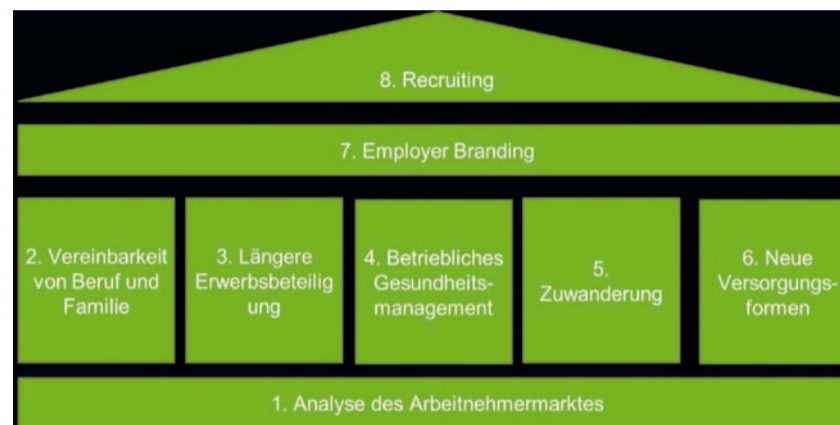 8. Recruiting
7. Employer Branding
2. Vereinbarkeit
von Beruf und
Familie
3. Längere
Erwerbsbeteilig
ung
4. Betriebliches
Gesundheits-
management
5.
Zuwanderung
6. Neue
Versorgungs-
formen
1. Analyse des Arbeitnehmermarktes